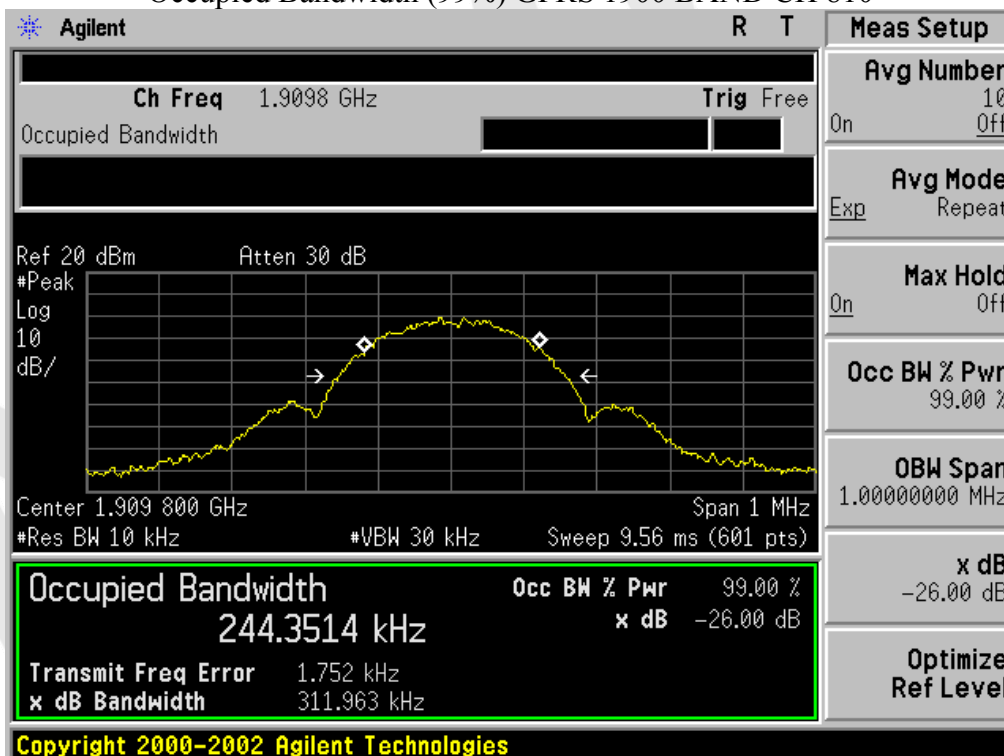 Occupied Bandwidth (99%) GPRS 1900 BAND CH 810
Agilent R T
Ch Freq 1.9098 GHz Trig Free
Occupied Bandwidth
Ref 20 dBm Atten 30 dB
#Peak
Log
10
dB/
Center 1.909 800 GHz Span 1 MHz
#Res BW 10 kHz #VBW 30 kHz Sweep 9.56 ms (601 pts)
Occupied Bandwidth
244.3514 kHz
Occ BW % Pwr 99.00 %
x dB -26.00 dB
Transmit Freq Error 1.752 kHz
x dB Bandwidth 311.963 kHz
Copyright 2000-2002 Agilent Technologies
Meas Setup
Avg Number
10
On Off
Avg Mode
Exp Repeat
Max Hold
On Off
Occ BW % Pwr
99.00 %
OBW Span
1.00000000 MHz
x dB
-26.00 dB
Optimize
Ref Level